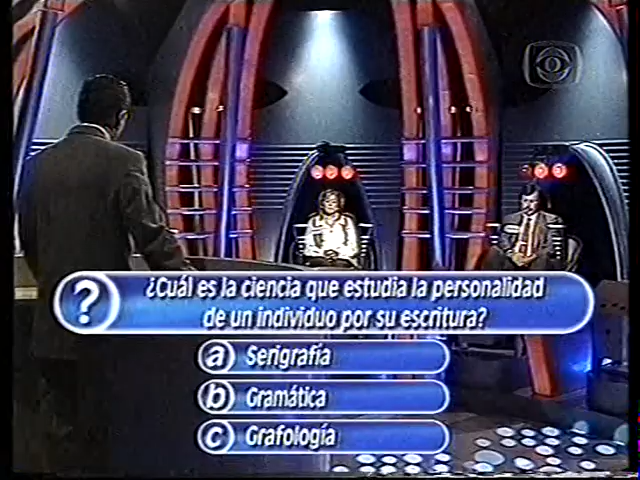 ¿Cuál es la ciencia que estudia la personalidad
de un individuo por su escritura?
a Serigrafía
b Gramática
c Grafología